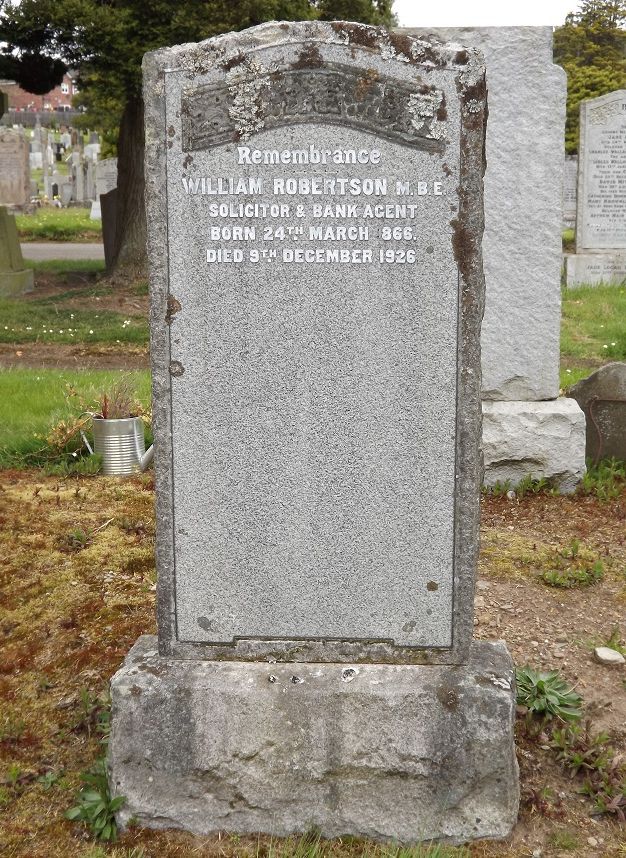 Remembrance
WILLIAM ROBERTSON M.B.E.
SOLICITOR & BANK AGENT
BORN 24TH MARCH 866.
DIED 9TH DECEMBER 1926